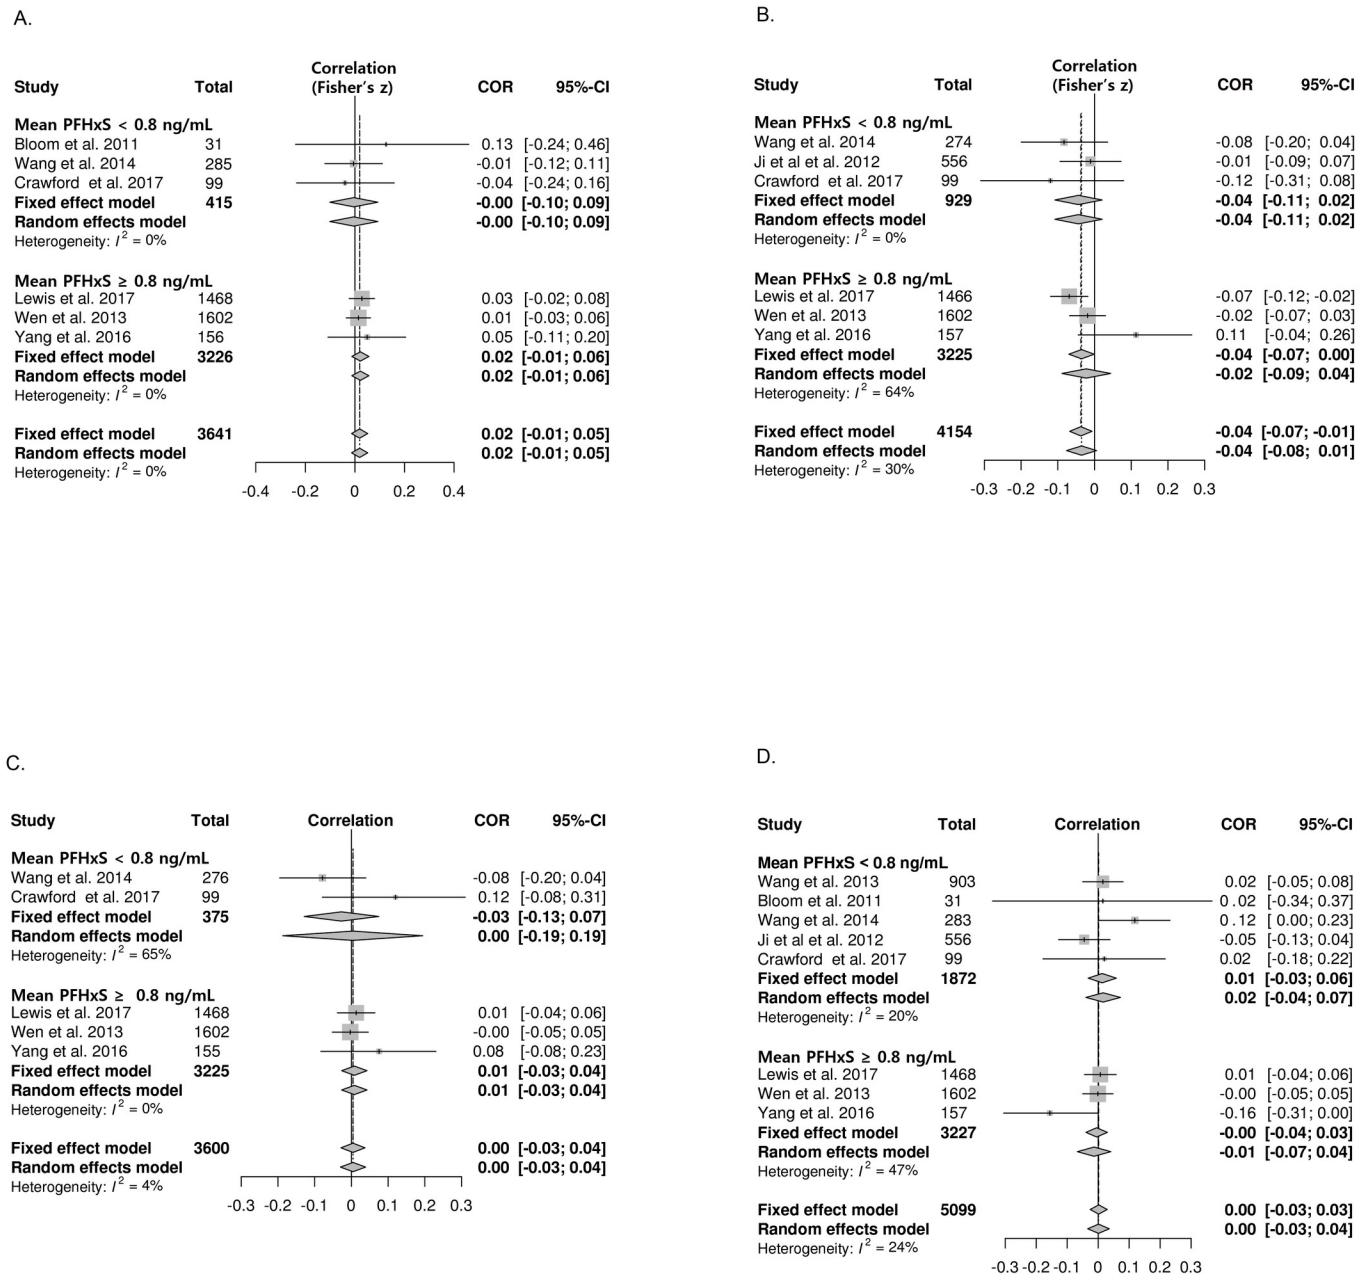 A.
Correlation
Study Total (Fisher's z) COR 95%-CI
Mean PFHxS < 0.8 ng/mL
Bloom et al. 2011 31 0.13 [-0.24; 0.46]
Wang et al. 2014 285 -0.01 [-0.12; 0.11]
Crawford et al. 2017 99 -0.04 [-0.24; 0.16]
Fixed effect model 415 -0.00 [-0.10; 0.09]
Random effects model -0.00 [-0.10; 0.09]
Heterogeneity: I² = 0%
Mean PFHxS ≥ 0.8 ng/mL
Lewis et al. 2017 1468 0.03 [-0.02; 0.08]
Wen et al. 2013 1602 0.01 [-0.03; 0.06]
Yang et al. 2016 156 0.05 [-0.11; 0.20]
Fixed effect model 3226 0.02 [-0.01; 0.06]
Random effects model 0.02 [-0.01; 0.06]
Heterogeneity: I² = 0%
Fixed effect model 3641 0.02 [-0.01; 0.05]
Random effects model 0.02 [-0.01; 0.05]
Heterogeneity: I² = 0%
-0.4 -0.2 0 0.2 0.4
B.
Correlation
Study Total (Fisher's z) COR 95%-CI
Mean PFHxS < 0.8 ng/mL
Wang et al. 2014 274 -0.08 [-0.20; 0.04]
Ji et al et al. 2012 556 -0.01 [-0.09; 0.07]
Crawford et al. 2017 99 -0.12 [-0.31; 0.08]
Fixed effect model 929 -0.04 [-0.11; 0.02]
Random effects model -0.04 [-0.11; 0.02]
Heterogeneity: I² = 0%
Mean PFHxS ≥ 0.8 ng/mL
Lewis et al. 2017 1466 -0.07 [-0.12; -0.02]
Wen et al. 2013 1602 -0.02 [-0.07; 0.03]
Yang et al. 2016 157 0.11 [-0.04; 0.26]
Fixed effect model 3225 -0.04 [-0.07; 0.00]
Random effects model -0.02 [-0.09; 0.04]
Heterogeneity: I² = 64%
Fixed effect model 4154 -0.04 [-0.07; -0.01]
Random effects model -0.04 [-0.08; 0.01]
Heterogeneity: I² = 30%
-0.3 -0.2 -0.1 0 0.1 0.2 0.3
C.
Study Total Correlation COR 95%-CI
Mean PFHxS < 0.8 ng/mL
Wang et al. 2014 276 -0.08 [-0.20; 0.04]
Crawford et al. 2017 99 0.12 [-0.08; 0.31]
Fixed effect model 375 -0.03 [-0.13; 0.07]
Random effects model 0.00 [-0.19; 0.19]
Heterogeneity: I² = 65%
Mean PFHxS ≥ 0.8 ng/mL
Lewis et al. 2017 1468 0.01 [-0.04; 0.06]
Wen et al. 2013 1602 -0.00 [-0.05; 0.05]
Yang et al. 2016 155 0.08 [-0.08; 0.23]
Fixed effect model 3225 0.01 [-0.03; 0.04]
Random effects model 0.01 [-0.03; 0.04]
Heterogeneity: I² = 0%
Fixed effect model 3600 0.00 [-0.03; 0.04]
Random effects model 0.00 [-0.03; 0.04]
Heterogeneity: I² = 4%
-0.3 -0.2 -0.1 0 0.1 0.2 0.3
D.
Study Total Correlation COR 95%-CI
Mean PFHxS < 0.8 ng/mL
Wang et al. 2013 903 0.02 [-0.05; 0.08]
Bloom et al. 2011 31 0.02 [-0.34; 0.37]
Wang et al. 2014 283 0.12 [0.00; 0.23]
Ji et al et al. 2012 556 -0.05 [-0.13; 0.04]
Crawford et al. 2017 99 0.02 [-0.18; 0.22]
Fixed effect model 1872 0.01 [-0.03; 0.06]
Random effects model 0.02 [-0.04; 0.07]
Heterogeneity: I² = 20%
Mean PFHxS ≥ 0.8 ng/mL
Lewis et al. 2017 1468 0.01 [-0.04; 0.06]
Wen et al. 2013 1602 -0.00 [-0.05; 0.05]
Yang et al. 2016 157 -0.16 [-0.31; 0.00]
Fixed effect model 3227 -0.00 [-0.04; 0.03]
Random effects model -0.01 [-0.07; 0.04]
Heterogeneity: I² = 47%
Fixed effect model 5099 0.00 [-0.03; 0.03]
Random effects model 0.00 [-0.03; 0.04]
Heterogeneity: I² = 24%
-0.3 -0.2 -0.1 0 0.1 0.2 0.3